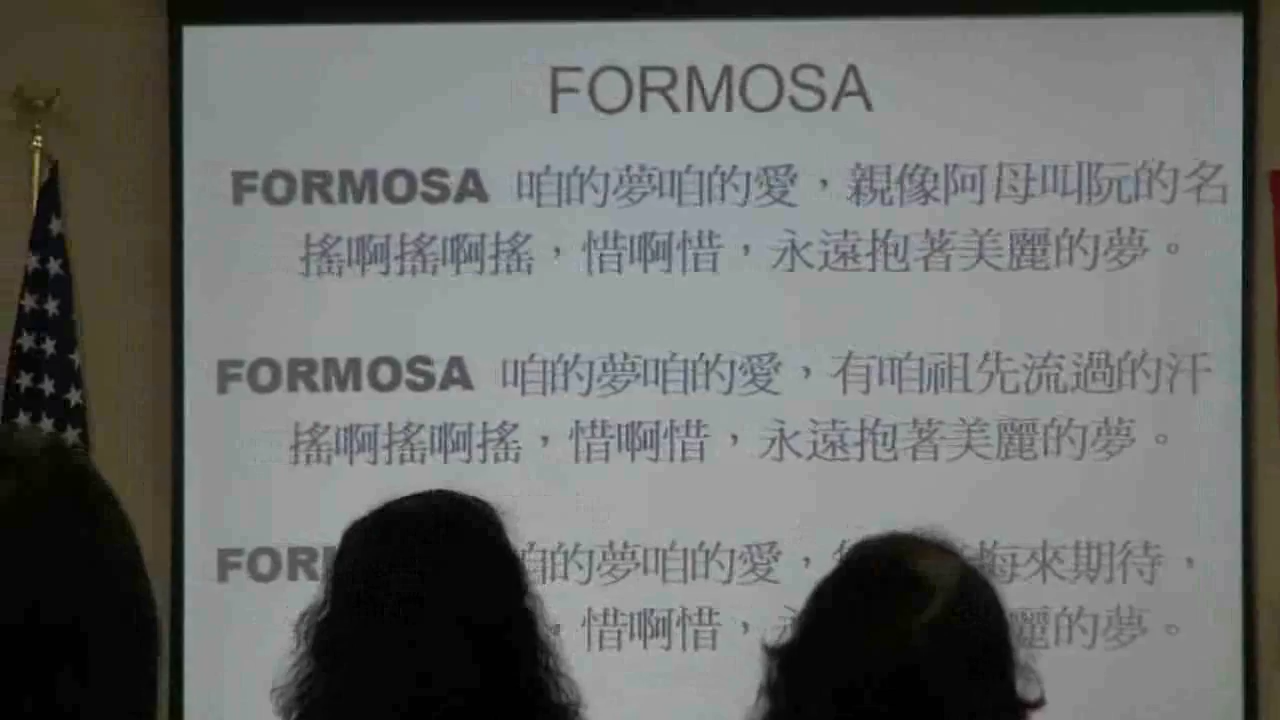 FORMOSA
FORMOSA 咱的夢咱的愛，親像阿母叫阮的名
搖啊搖啊搖，惜啊惜，永遠抱著美麗的夢。
FORMOSA 咱的夢咱的愛，有咱祖先流過的汗
搖啊搖啊搖，惜啊惜，永遠抱著美麗的夢。
咱的夢咱的愛，來期待，
惜啊惜，麗的夢。